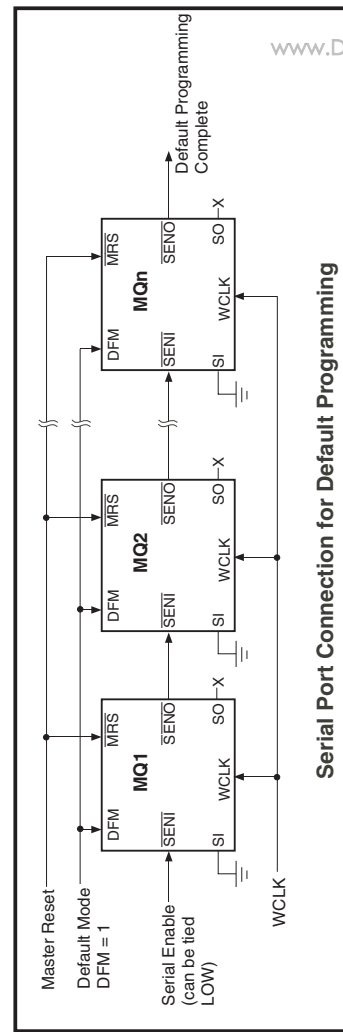 www.D
Master Reset
Default Mode
DFM = 1
Serial Enable
(can be tied
LOW)
WCLK
DFM
MRS
MQ1
SENI
SENO
SI
WCLK
SO
X
DFM
MRS
MQ2
SENI
SENO
SI
WCLK
SO
X
DFM
MRS
MQn
SENI
SENO
SI
WCLK
SO
X
Default Programming
Complete
Serial Port Connection for Default Programming